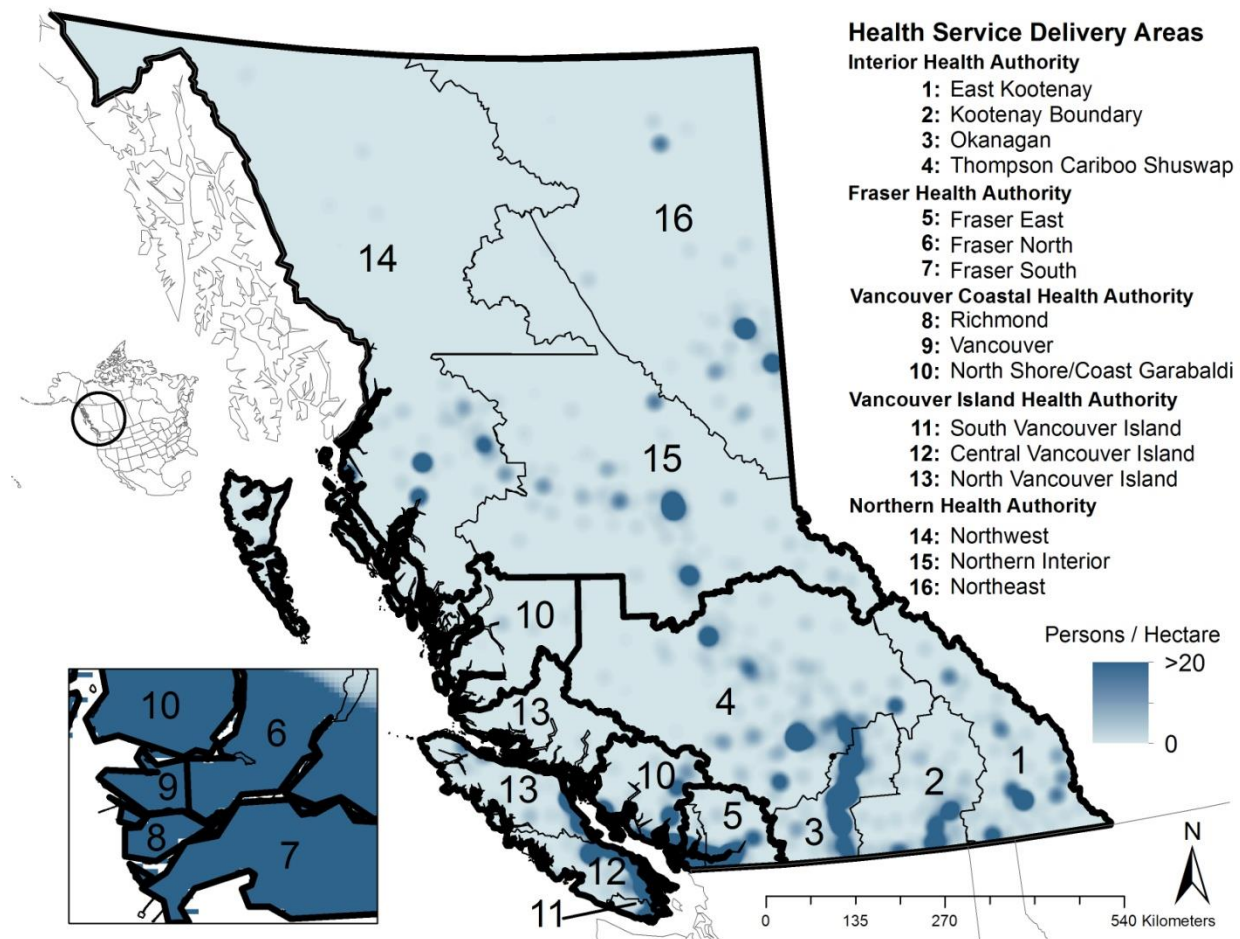 Health Service Delivery Areas
Interior Health Authority
1: East Kootenay
2: Kootenay Boundary
3: Okanagan
4: Thompson Cariboo Shuswap
Fraser Health Authority
5: Fraser East
6: Fraser North
7: Fraser South
Vancouver Coastal Health Authority
8: Richmond
9: Vancouver
10: North Shore/Coast Garabaldi
Vancouver Island Health Authority
11: South Vancouver Island
12: Central Vancouver Island
13: North Vancouver Island
Northern Health Authority
14: Northwest
15: Northern Interior
16: Northeast
Persons / Hectare
>20
0
16
14
15
10
4
13
10
13
5
3
2
1
12
11
10
6
9
8
7
N
0 135 270 540 Kilometers